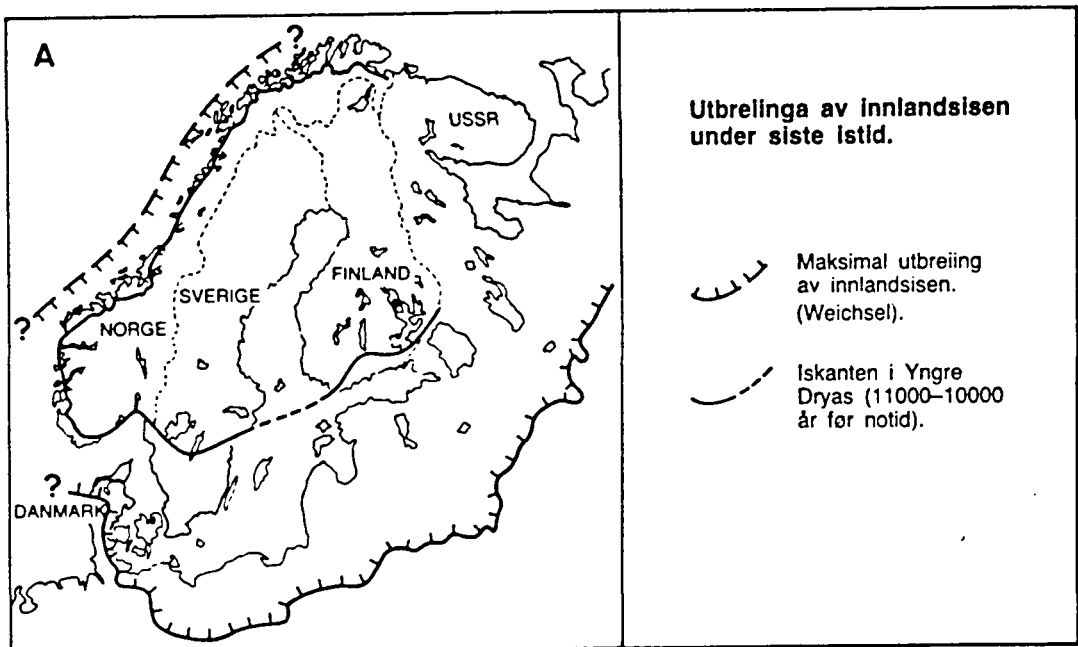 A
?
USSR
FINLAND
SVERIGE
NORGE
?
?
DANMARK
Utbreiinga av innlandsisen
under siste istid.
Maksimal utbreiing
av innlandsisen.
(Weichsel).
Iskanten i Yngre
Dryas (11000–10000
år før notid).